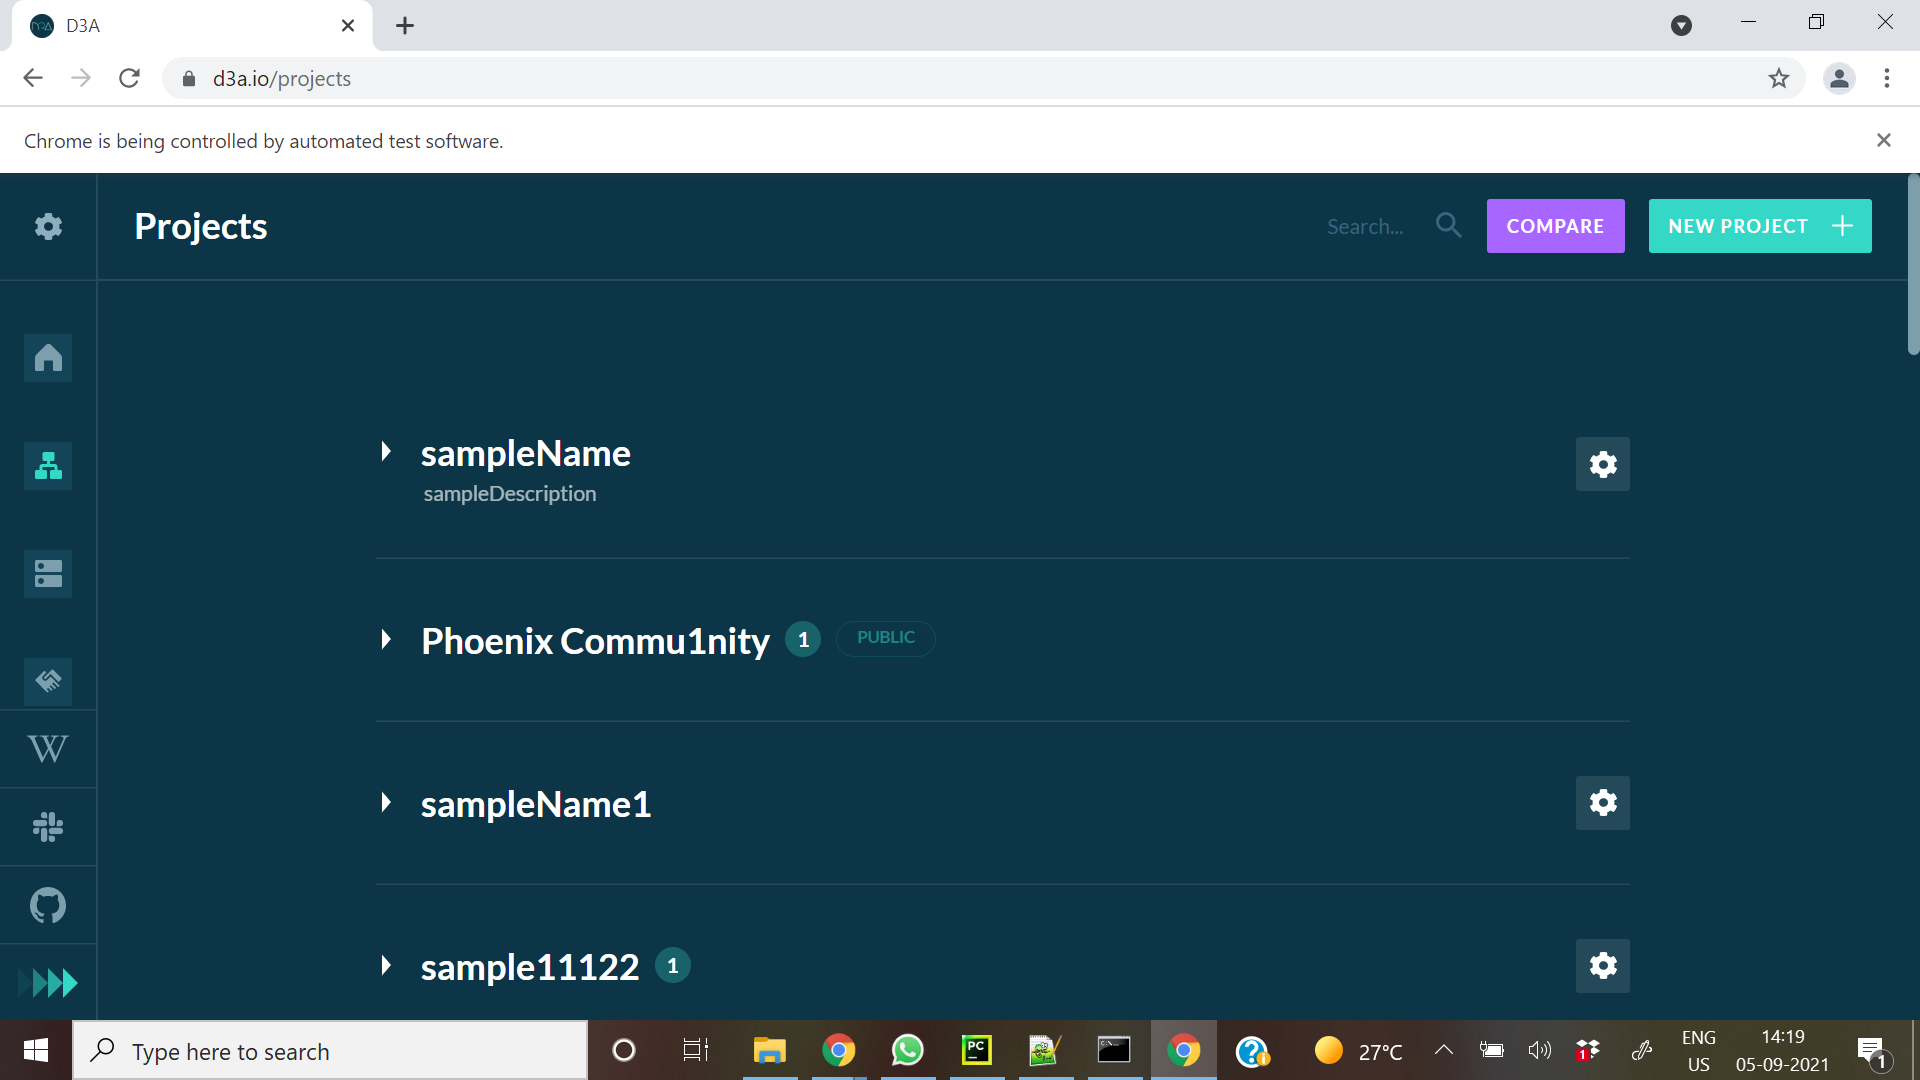 D3A
d3a.io/projects
Chrome is being controlled by automated test software.
Projects
Search...
COMPARE
NEW PROJECT
sampleName
sampleDescription
Phoenix Commu1nity 1 PUBLIC
sampleName1
sample11122 1
W
Type here to search
PC
27°C
1
ENG
US
14:19
05-09-2021
1